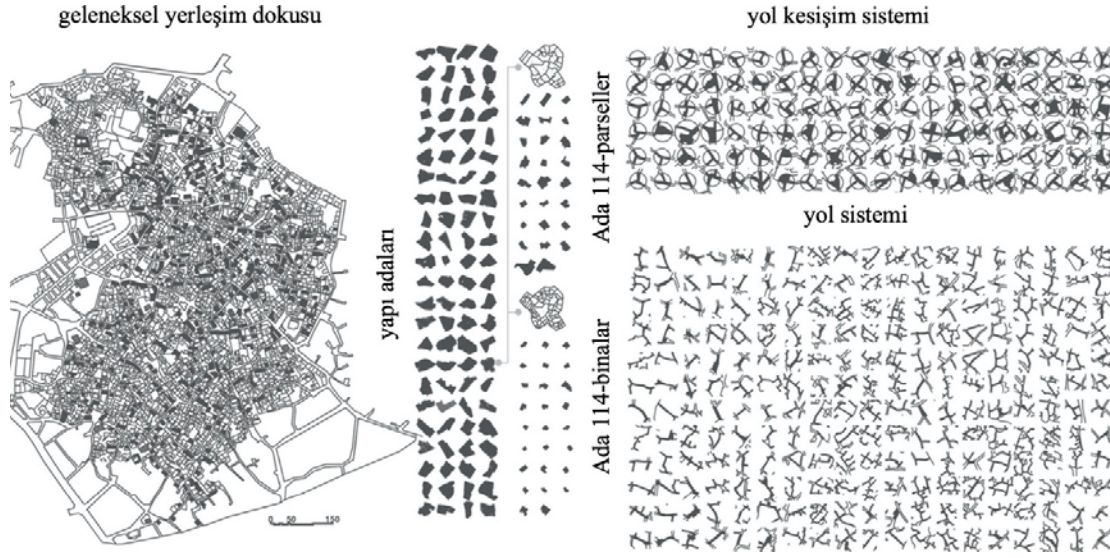 geleneksel yerleşim dokusu
yapı adaları
Ada 114-parseller
Ada 114-binalar
yol kesişim sistemi
yol sistemi
0 50 150